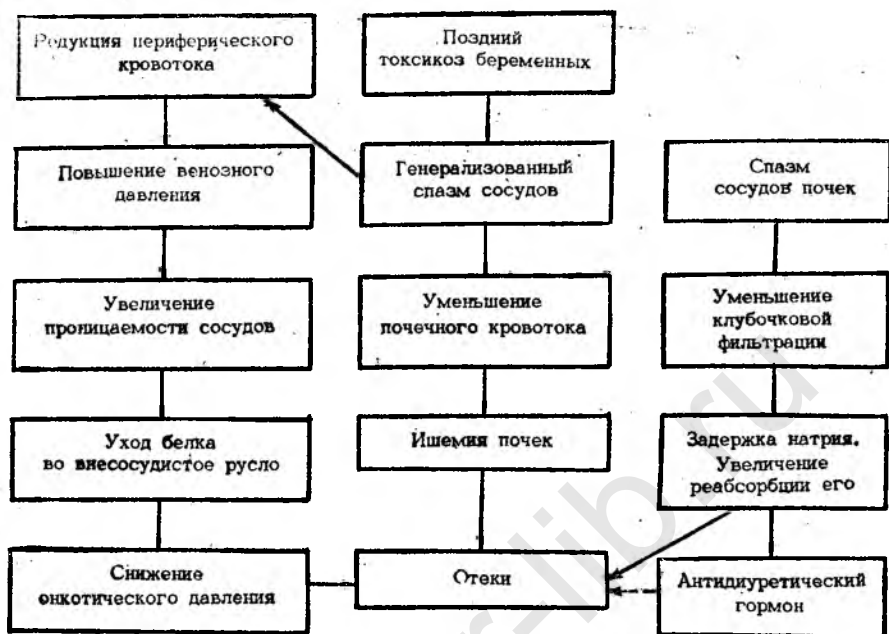 Редукция периферического
кровотока
Поздний
токсикоз беременных
Повышение венозного
давления
Генерализованный
спазм сосудов
Спазм
сосудов почек
Увеличение
проницаемости сосудов
Уменьшение
почечного кровотока
Уменьшение
клубочковой
фильтрации
Уход белка
во внесосудистое русло
Ишемия почек
Задержка натрия.
Увеличение
реабсорбции его
Снижение
онкотического давления
Отеки
Антидиуретический
гормон
r-lib.ru